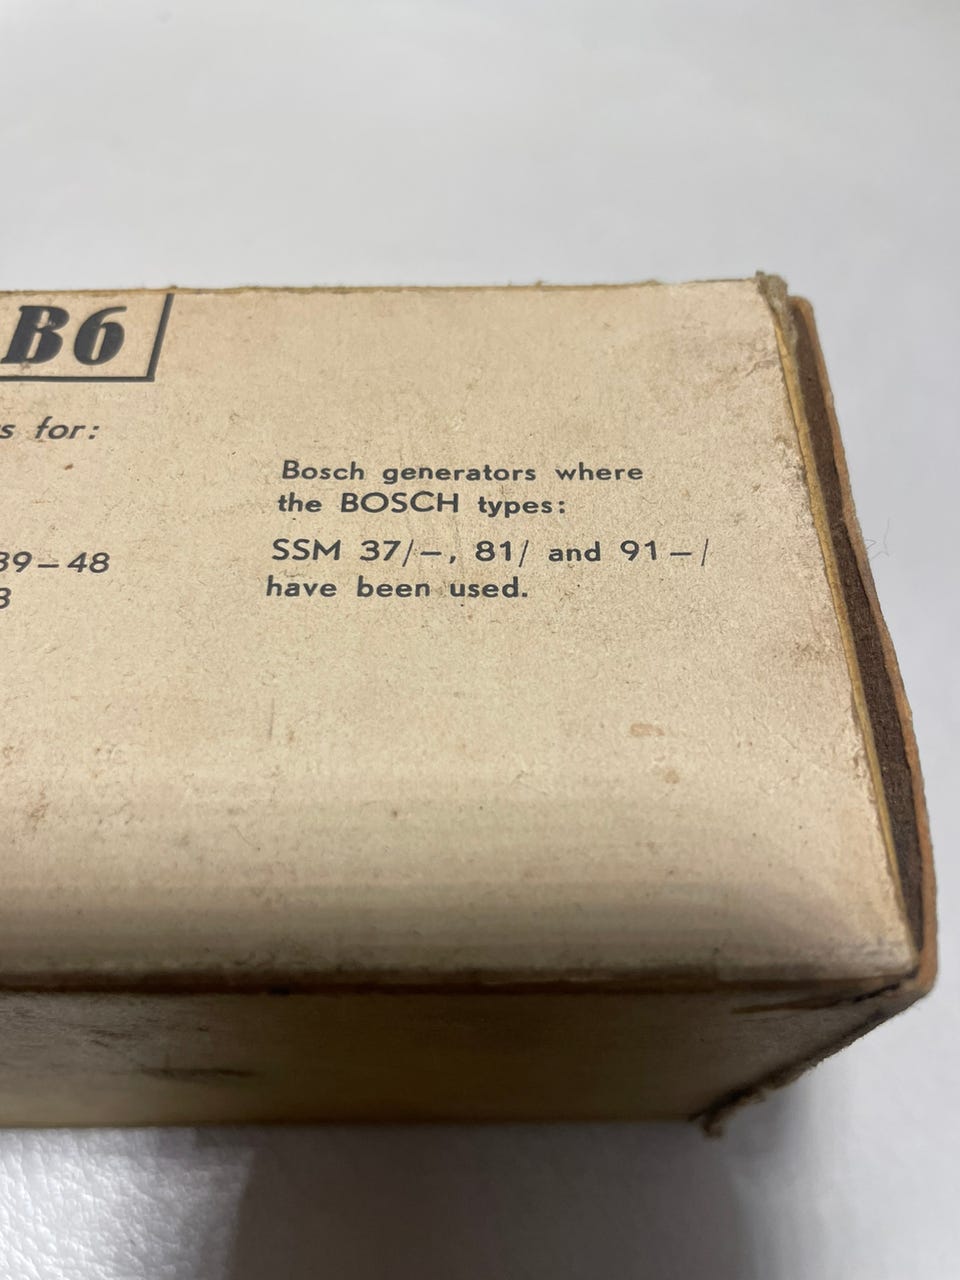 B6
s for:
Bosch generators where
the BOSCH types:
39–48
SSM 37/–, 81/ and 91–/
3
have been used.